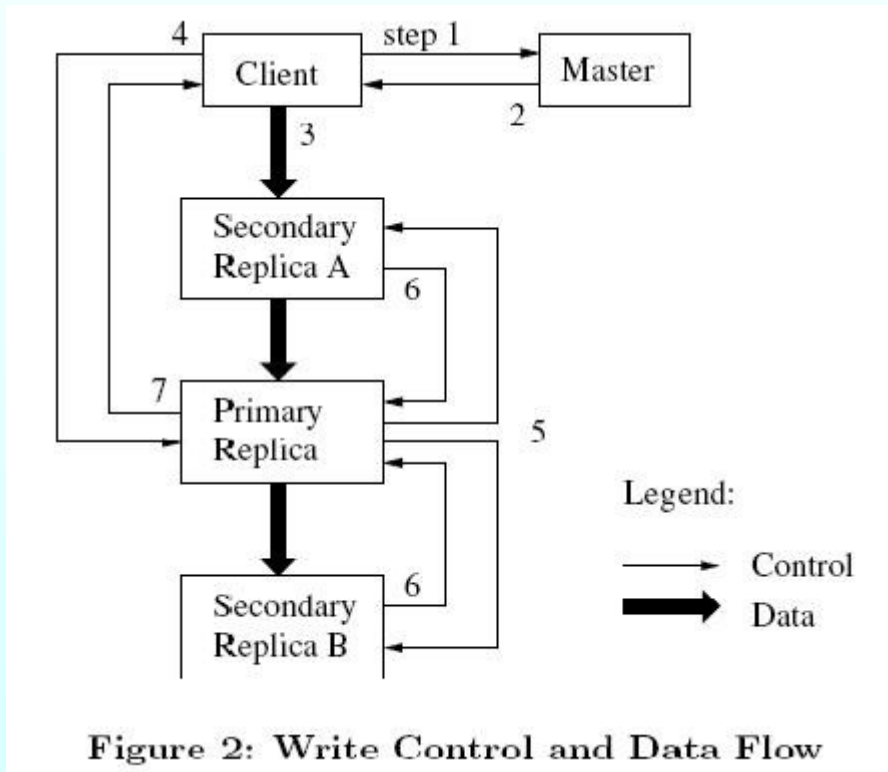 4
step 1
Client
Master
2
3
Secondary
Replica A
6
7
Primary
Replica
5
Legend:
Control
Data
6
Secondary
Replica B
Figure 2: Write Control and Data Flow